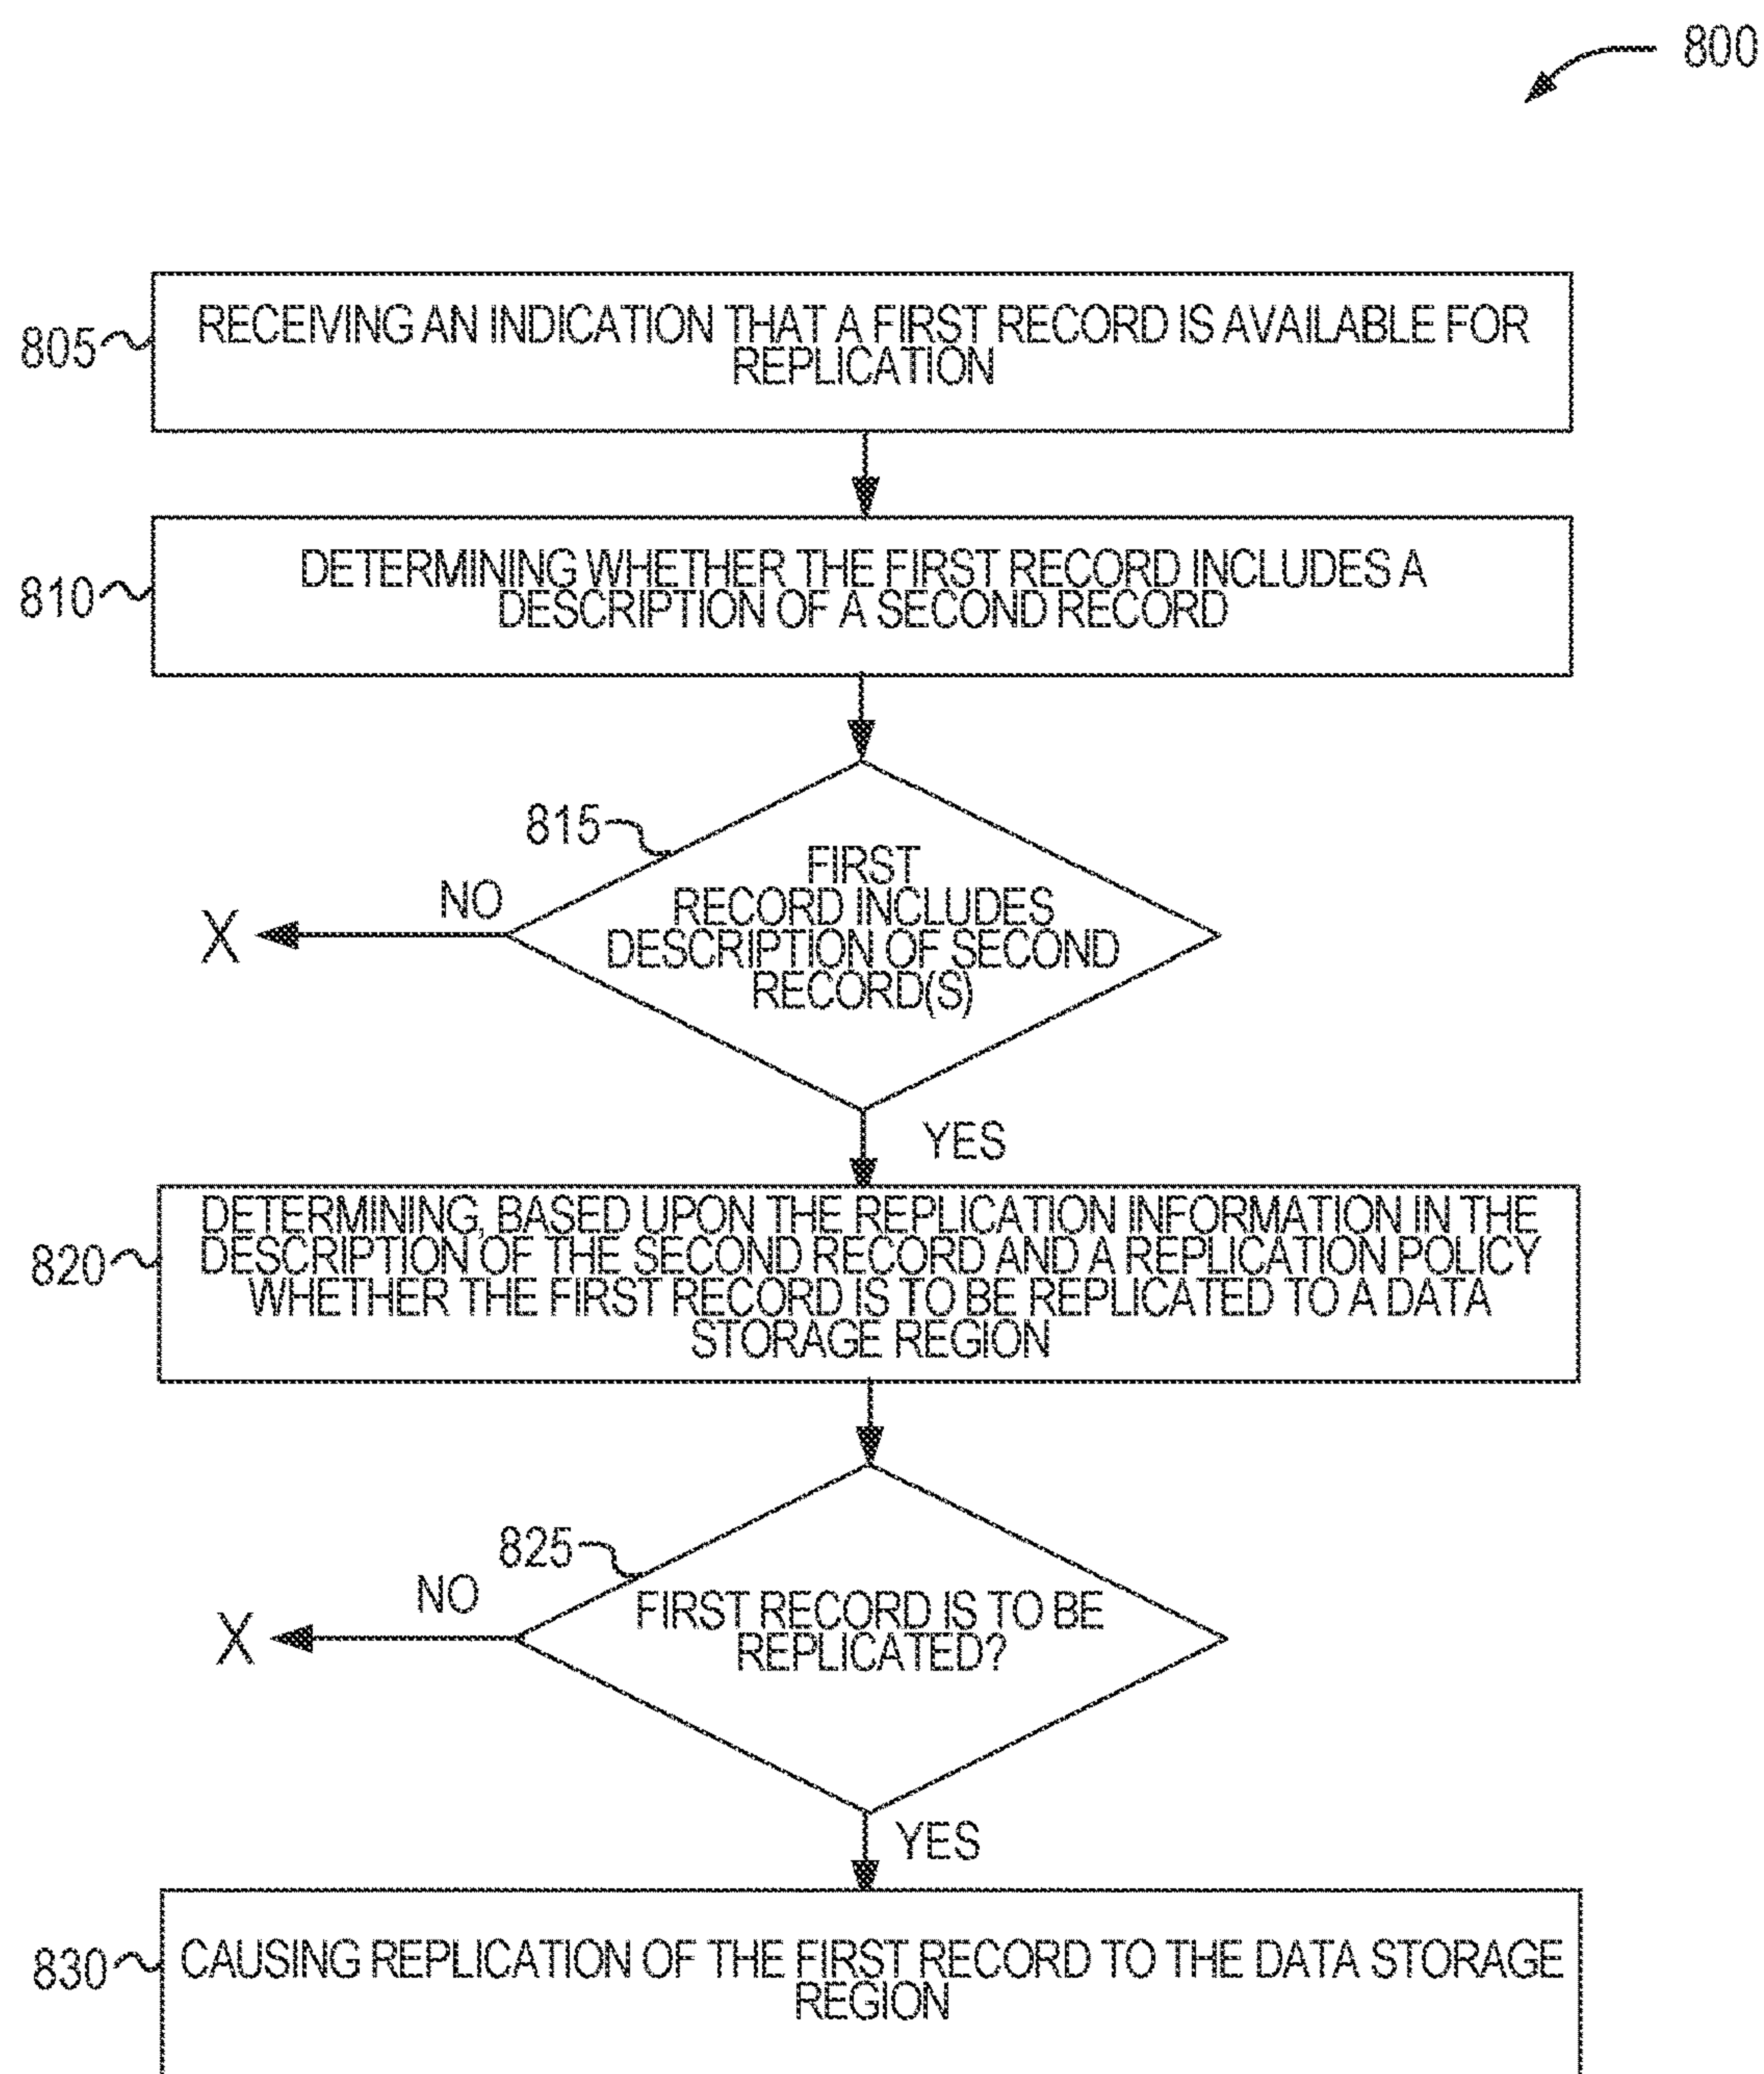 800
805
RECEIVING AN INDICATION THAT A FIRST RECORD IS AVAILABLE FOR
REPLICATION
810
DETERMINING WHETHER THE FIRST RECORD INCLUDES A
DESCRIPTION OF A SECOND RECORD
815
FIRST
RECORD INCLUDES
DESCRIPTION OF SECOND
RECORD(S)
NO
X
YES
820
DETERMINING, BASED UPON THE REPLICATION INFORMATION IN THE
DESCRIPTION OF THE SECOND RECORD AND A REPLICATION POLICY
WHETHER THE FIRST RECORD IS TO BE REPLICATED TO A DATA
STORAGE REGION
825
FIRST RECORD IS TO BE
REPLICATED?
NO
X
YES
830
CAUSING REPLICATION OF THE FIRST RECORD TO THE DATA STORAGE
REGION